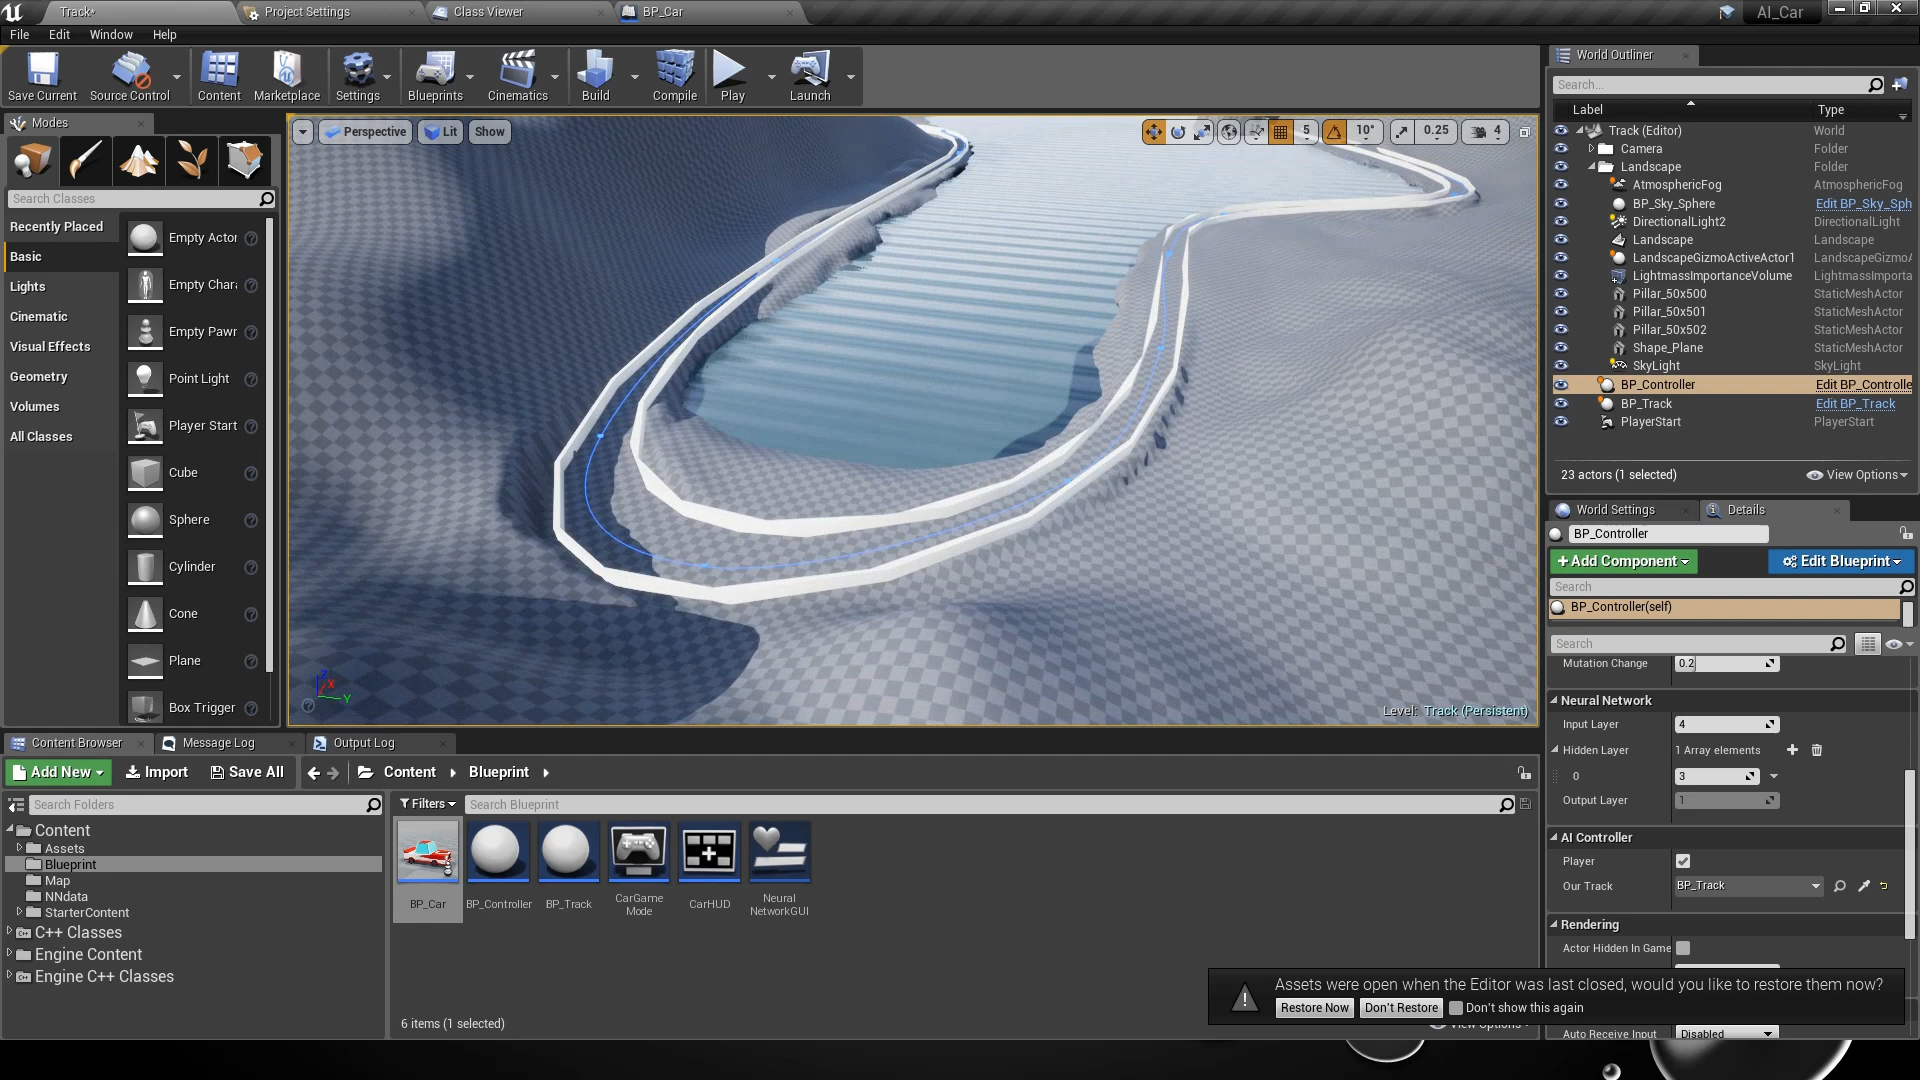 Track*
Project Settings
Class Viewer
BP_Car
AI_Car
File
Edit
Window
Help
Save Current
Source Control
Content
Marketplace
Settings
Blueprints
Cinematics
Build
Compile
Play
Launch
World Outliner
Search...
Label
Type
Track (Editor)
World
Camera
Folder
Landscape
Folder
AtmosphericFog
AtmosphericFog
BP_Sky_Sphere
Edit BP_Sky_Sph
DirectionalLight2
DirectionalLight
Landscape
Landscape
LandscapeGizmoActiveActor1
LandscapeGizmoA
LightmassImportanceVolume
LightmassImporta
Pillar_50x500
StaticMeshActor
Pillar_50x501
StaticMeshActor
Pillar_50x502
StaticMeshActor
Shape_Plane
StaticMeshActor
SkyLight
SkyLight
BP_Controller
Edit BP_Controlle
BP_Track
Edit BP_Track
PlayerStart
PlayerStart
23 actors (1 selected)
View Options
Modes
Search Classes
Recently Placed
Basic
Lights
Cinematic
Visual Effects
Geometry
Volumes
All Classes
Empty Actor
Empty Chara
Empty Pawn
Point Light
Player Start
Cube
Sphere
Cylinder
Cone
Plane
Box Trigger
Perspective
Lit
Show
5
10°
0.25
4
X
Y
Level: Track (Persistent)
World Settings
Details
BP_Controller
+Add Component
Edit Blueprint
Search
BP_Controller(self)
Search
Mutation Change
0.2
Neural Network
Input Layer
4
Hidden Layer
1 Array elements
0
3
Output Layer
1
AI Controller
Player
Our Track
BP_Track
Rendering
Actor Hidden In Game
Auto Receive Input
Disabled
Content Browser
Message Log
Output Log
Add New
Import
Save All
Content
Blueprint
Search Folders
Filters
Search Blueprint
Content
Assets
Blueprint
Map
NNdata
StarterContent
C++ Classes
Engine Content
Engine C++ Classes
BP_Car
BP_Controller
BP_Track
CarGame
Mode
CarHUD
Neural
NetworkGUI
6 items (1 selected)
View Options
Assets were open when the Editor was last closed, would you like to restore them now?
Restore Now
Don't Restore
Don't show this again